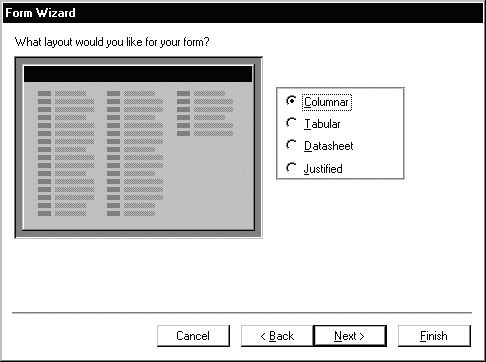 Form Wizard
What layout would you like for your form?
Columnar
Tabular
Datasheet
Justified
Cancel
< Back
Next >
Finish